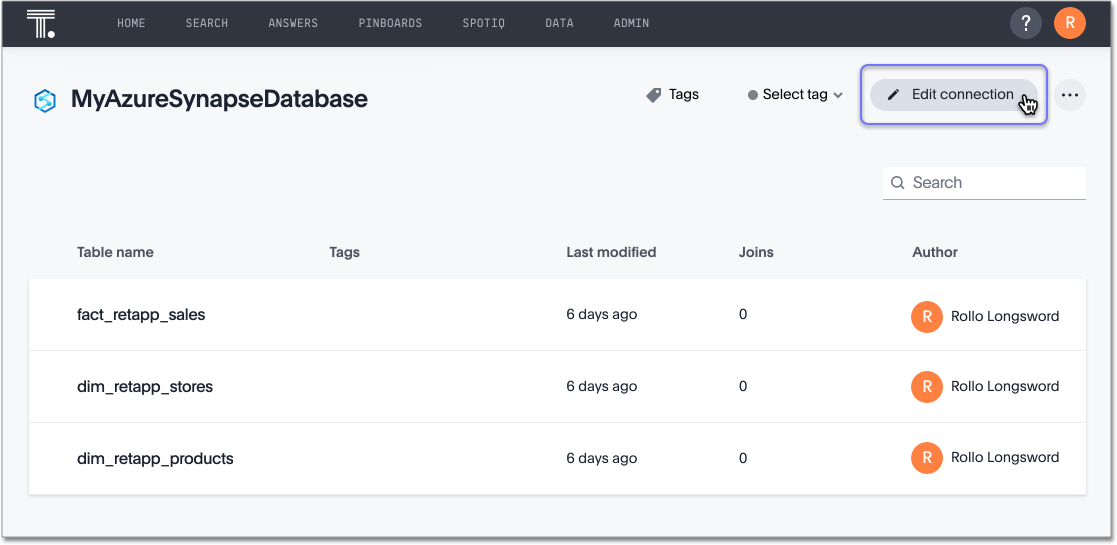 T. HOME SEARCH ANSWERS PINBOARDS SPOTIQ DATA ADMIN ? R
MyAzureSynapseDatabase Tags Select tag Edit connection
Search
Table name Tags Last modified Joins Author
fact_retapp_sales 6 days ago 0 R Rollo Longsword
dim_retapp_stores 6 days ago 0 R Rollo Longsword
dim_retapp_products 6 days ago 0 R Rollo Longsword